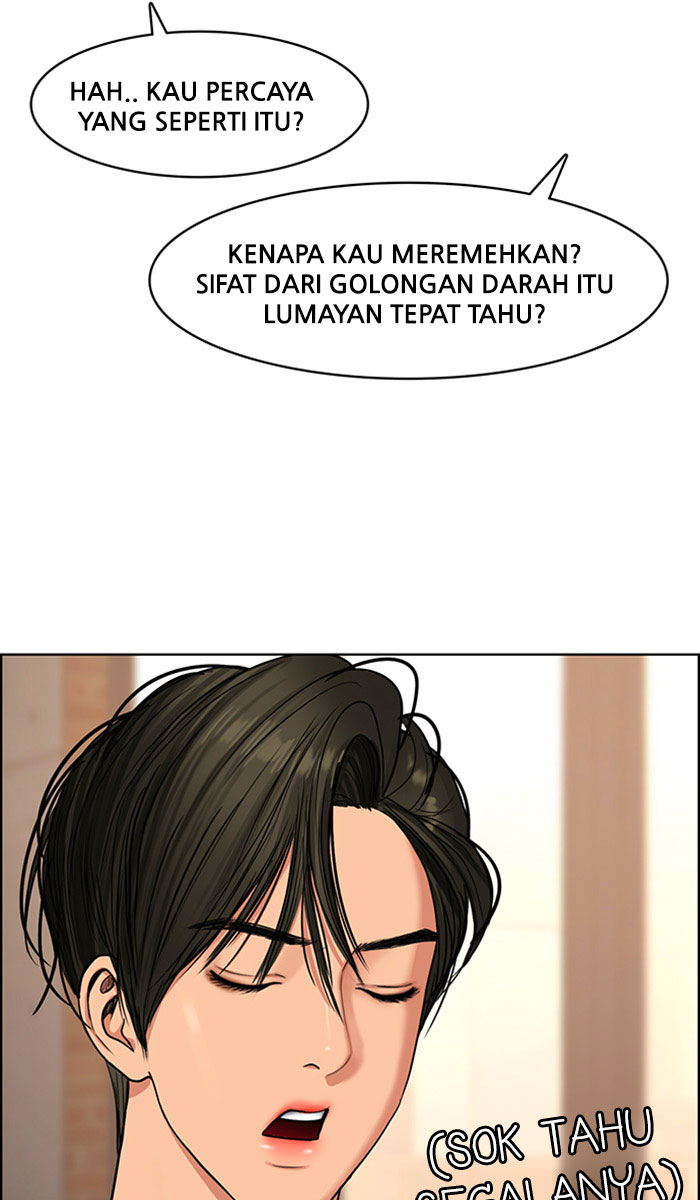 HAH.. KAU PERCAYA
YANG SEPERTI ITU?
KENAPA KAU MEREMEHKAN?
SIFAT DARI GOLONGAN DARAH ITU
LUMAYAN TEPAT TAHU?
(SOK TAHU
SEGALANYA)